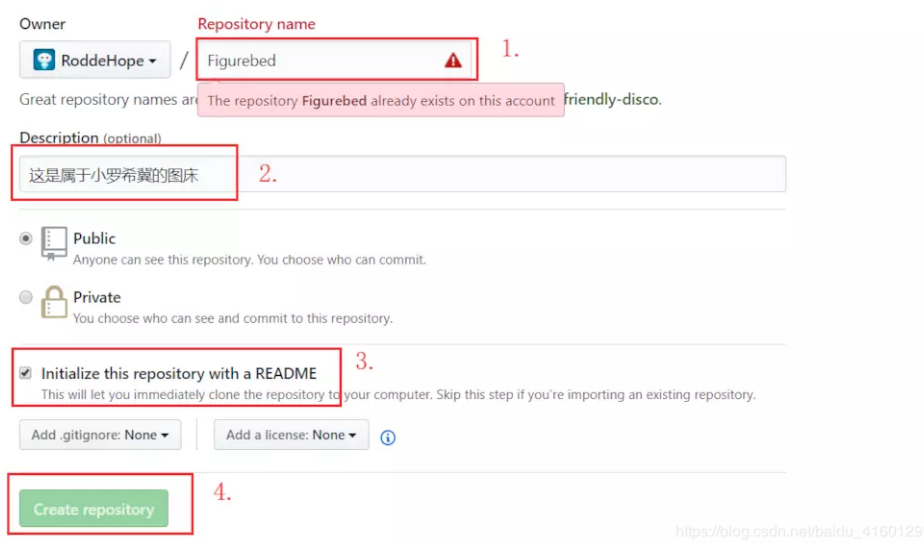 Owner Repository name
RoddeHope / Figurebed 1.
Great repository names are friendly-disco.
The repository Figurebed already exists on this account
Description (optional)
这是属于小罗希冀的图床 2.
Public
Anyone can see this repository. You choose who can commit.
Private
You choose who can see and commit to this repository.
Initialize this repository with a README 3.
This will let you immediately clone the repository to your computer. Skip this step if you're importing an existing repository.
Add .gitignore: None Add a license: None
Create repository 4.
https://blog.csdn.net/baidu_4160129